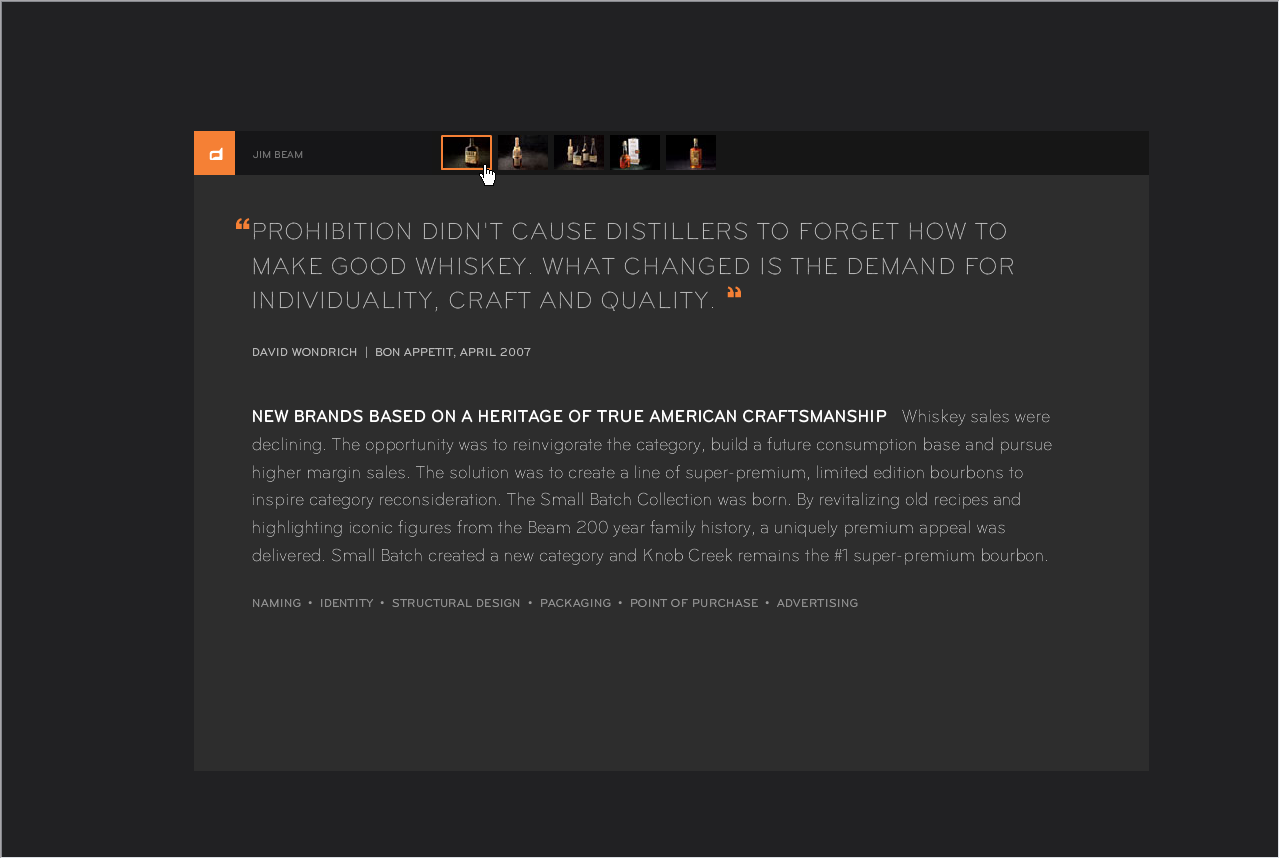 d
JIM BEAM
“PROHIBITION DIDN'T CAUSE DISTILLERS TO FORGET HOW TO
MAKE GOOD WHISKEY. WHAT CHANGED IS THE DEMAND FOR
INDIVIDUALITY, CRAFT AND QUALITY. ”
DAVID WONDRICH | BON APPETIT, APRIL 2007
NEW BRANDS BASED ON A HERITAGE OF TRUE AMERICAN CRAFTSMANSHIP Whiskey sales were
declining. The opportunity was to reinvigorate the category, build a future consumption base and pursue
higher margin sales. The solution was to create a line of super-premium, limited edition bourbons to
inspire category reconsideration. The Small Batch Collection was born. By revitalizing old recipes and
highlighting iconic figures from the Beam 200 year family history, a uniquely premium appeal was
delivered. Small Batch created a new category and Knob Creek remains the #1 super-premium bourbon.
NAMING • IDENTITY • STRUCTURAL DESIGN • PACKAGING • POINT OF PURCHASE • ADVERTISING